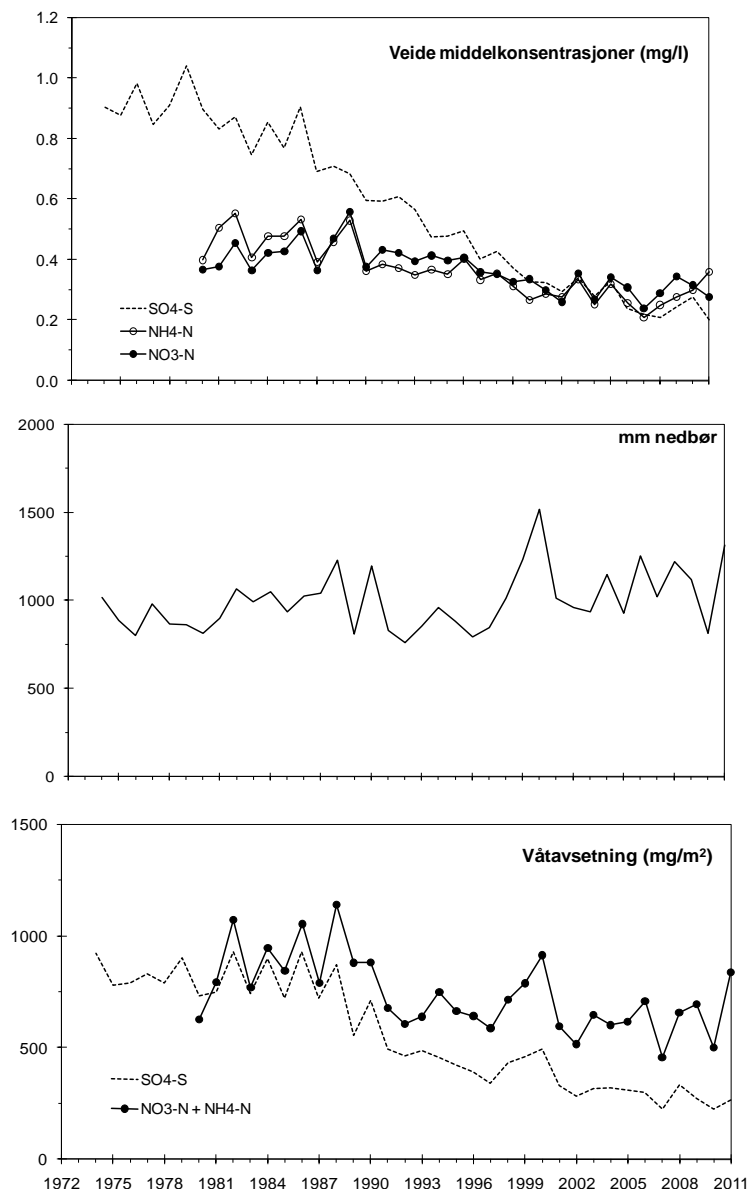 1.2
Veide middelkonsentrasjoner (mg/l)
1.0
0.8
0.6
0.4
SO4-S
0.2
NH4-N
NO3-N
0.0
2000
mm nedbør
1500
1000
500
0
1500
Våtavsetning (mg/m²)
1000
500
SO4-S
NO3-N + NH4-N
0
1972 1975 1978 1981 1984 1987 1990 1993 1996 1999 2002 2005 2008 2011